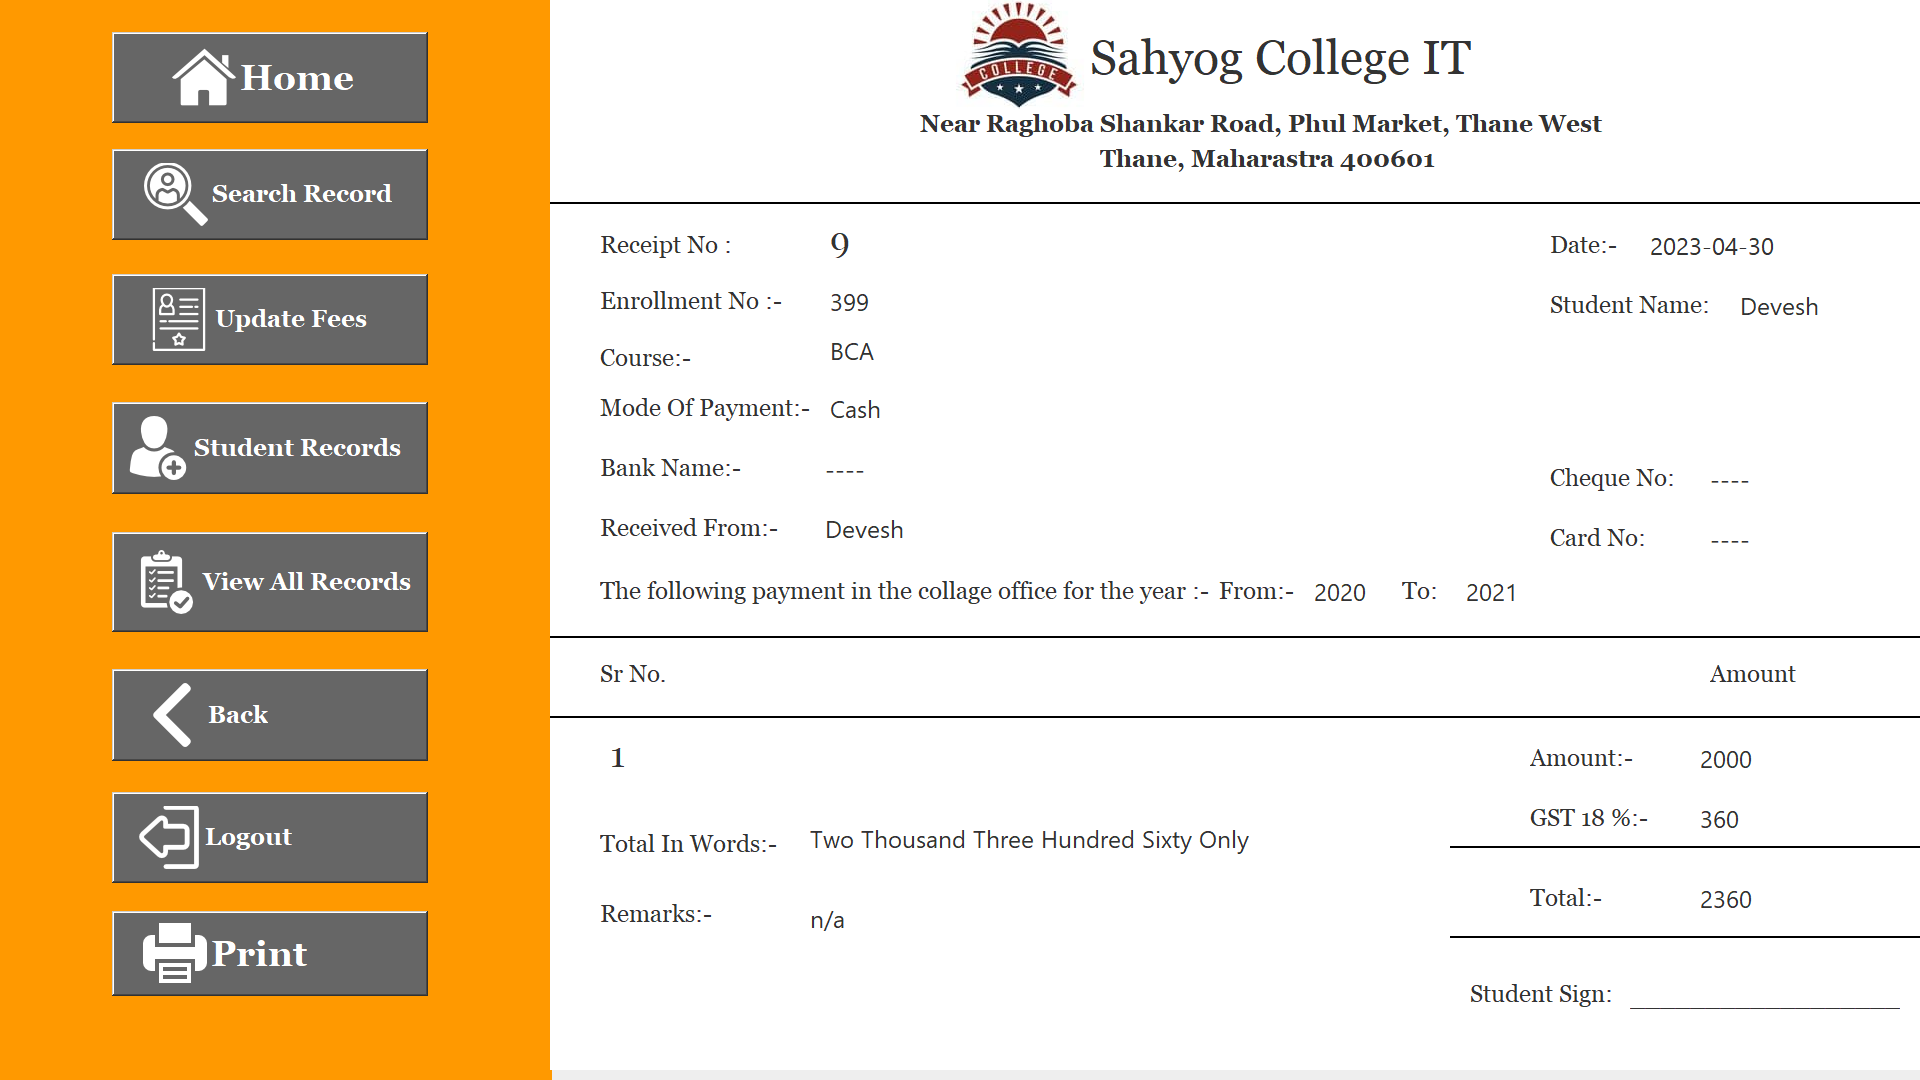 Home
Search Record
Update Fees
Student Records
View All Records
Back
Logout
Print
COLLEGE
Sahyog College IT
Near Raghoba Shankar Road, Phul Market, Thane West
Thane, Maharastra 400601
Receipt No : 9 Date:- 2023-04-30
Enrollment No :- 399 Student Name: Devesh
Course:- BCA
Mode Of Payment:- Cash
Bank Name:- ---- Cheque No: ----
Received From:- Devesh Card No: ----
The following payment in the collage office for the year :- From:- 2020 To: 2021
Sr No. Amount
1 Amount:- 2000
GST 18 %:- 360
Total In Words:- Two Thousand Three Hundred Sixty Only
Total:- 2360
Remarks:- n/a
Student Sign: